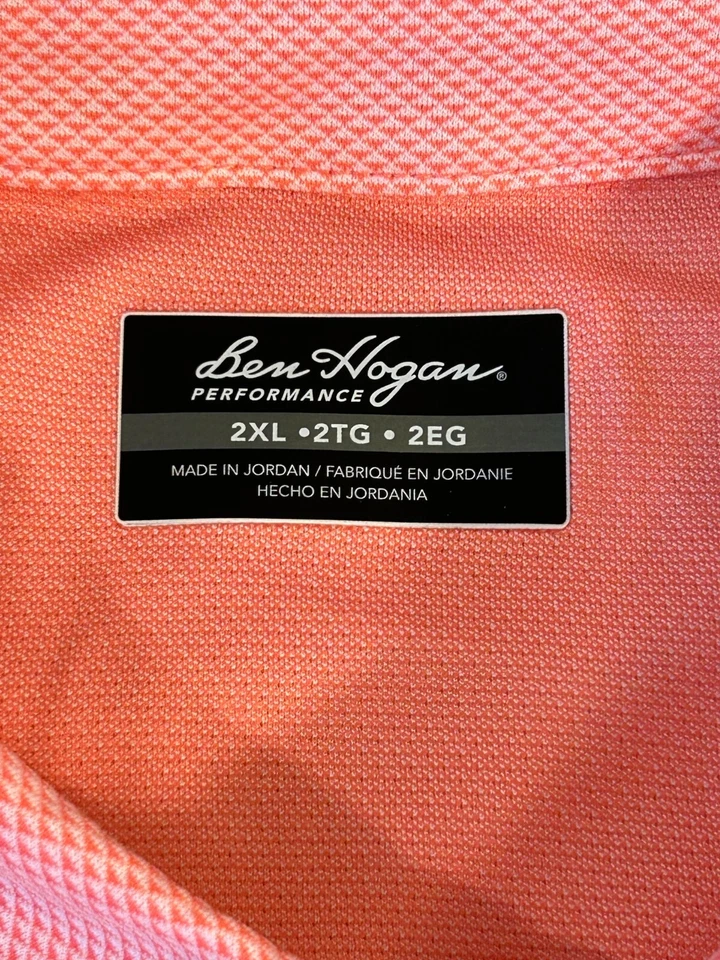 Ben Hogan®
PERFORMANCE
2XL • 2TG • 2EG
MADE IN JORDAN / FABRIQUÉ EN JORDANIE
HECHO EN JORDANIA